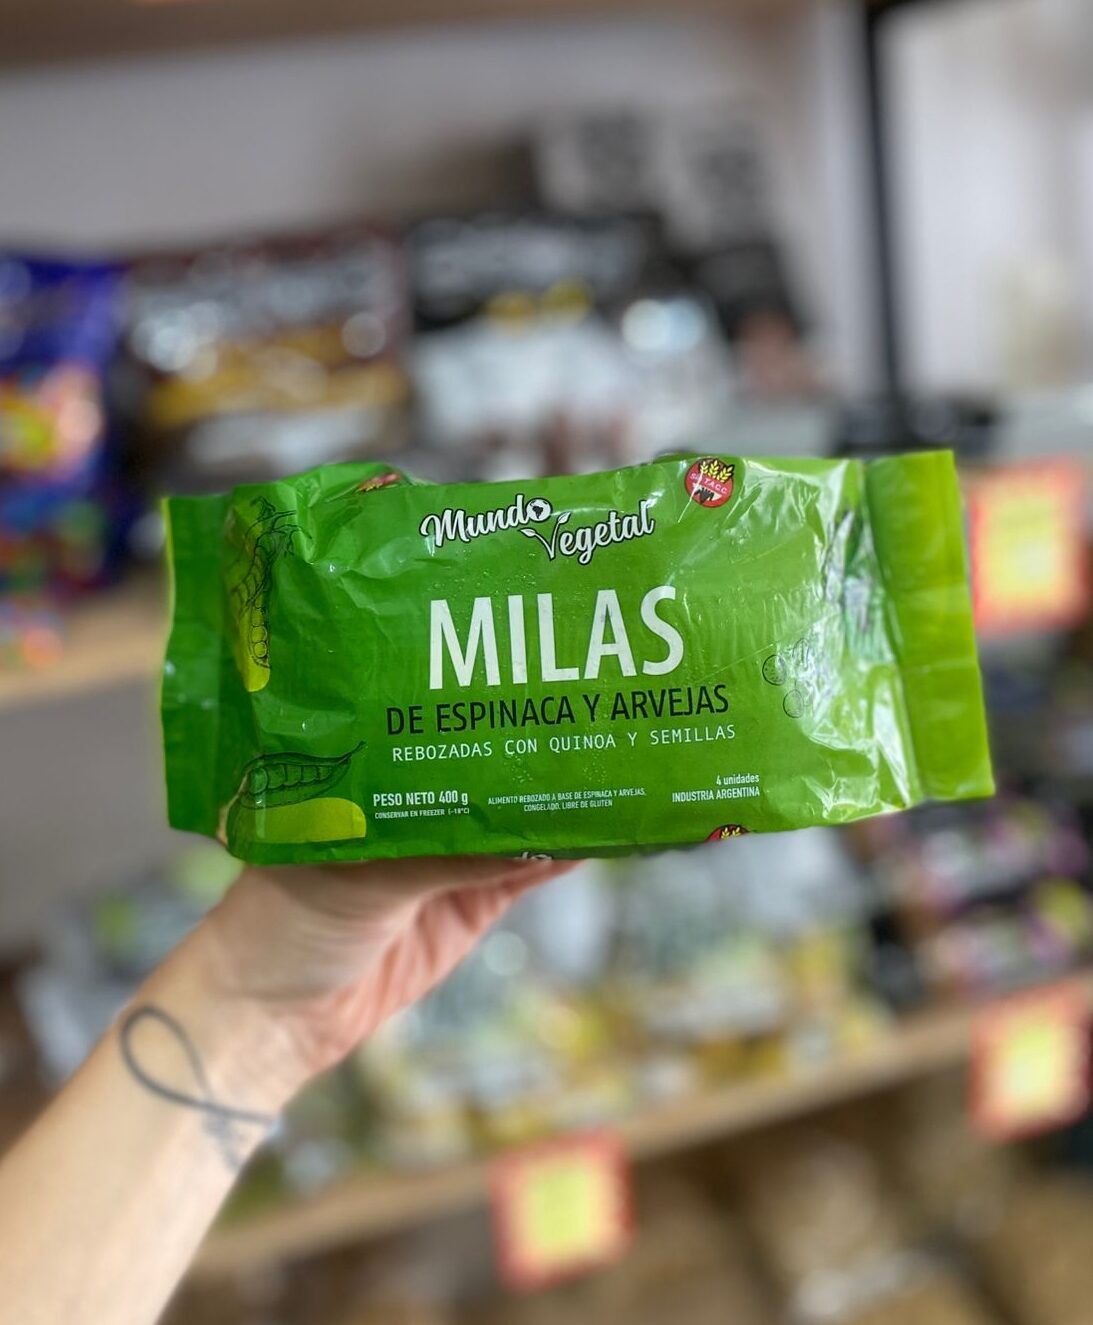 Mundo Vegetal
SIN T.A.C.C.
MILAS
DE ESPINACA Y ARVEJAS
REBOZADAS CON QUINOA Y SEMILLAS
PESO NETO 400 g
CONSERVAR EN FREEZER (-18°C)
ALIMENTO REBOZADO A BASE DE ESPINACA Y ARVEJAS,
CONGELADO. LIBRE DE GLUTEN
4 unidades
INDUSTRIA ARGENTINA